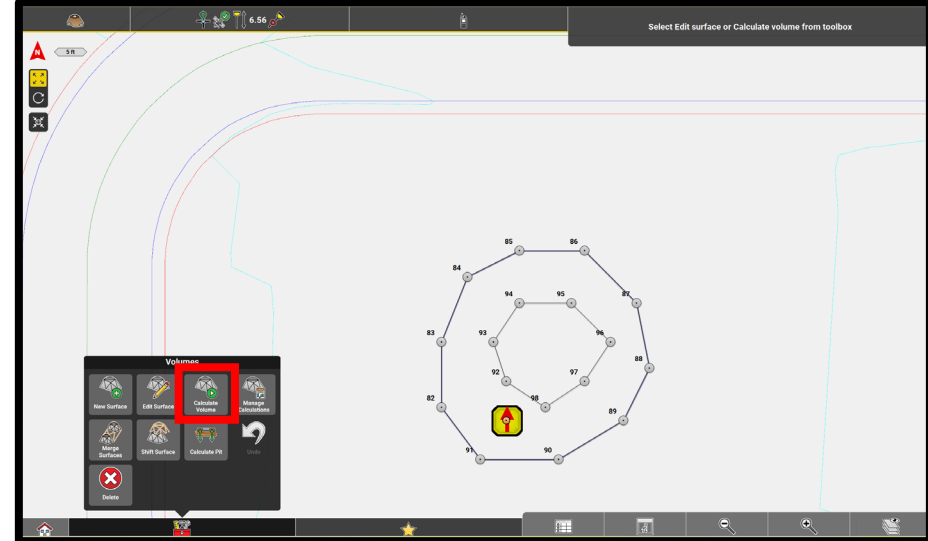 6.56
Select Edit surface or Calculate volume from toolbox
N
5 ft
85
86
84
94
95
87
83
93
96
88
Volumes
92
97
New Surface
Edit Surface
Calculate
Volume
Manage
Calculations
82
98
89
Merge
Surfaces
Shift Surface
Calculate Pit
Undo
91
90
Delete